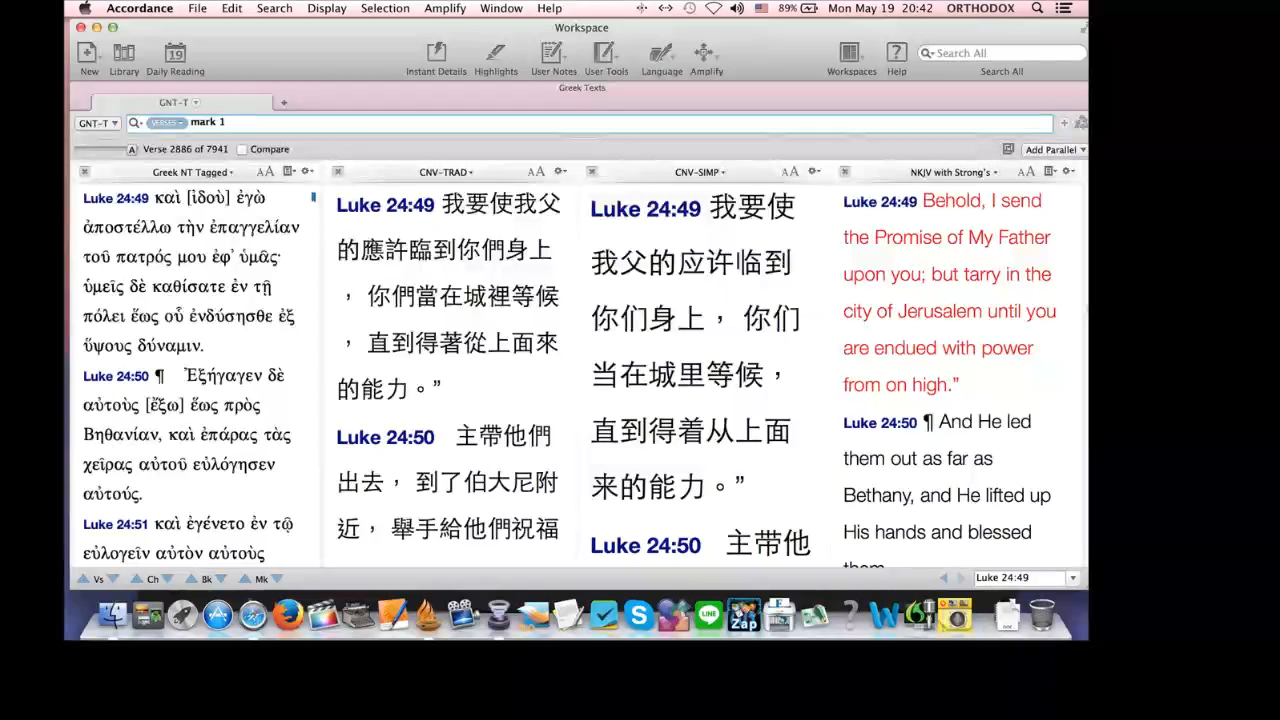 Accordance File Edit Search Display Selection Amplify Window Help 89% Mon May 19 20:42 ORTHODOX
Workspace
New Library Daily Reading Instant Details Highlights User Notes User Tools Language Amplify Workspaces Help Search All
19
Search All
Greek Texts
GNT-T
GNT-T VERSES mark 1
A Verse 2886 of 7941 Compare Add Parallel
Greek NT Tagged AA CNV-TRAD AA CNV-SIMP AA NKJV with Strong's AA
Luke 24:49 καὶ [ἰδοὺ] ἐγὼ
ἀποστέλλω τὴν ἐπαγγελίαν
τοῦ πατρός μου ἐφ’ ὑμᾶς·
ὑμεῖς δὲ καθίσατε ἐν τῇ
πόλει ἕως οὗ ἐνδύσησθε ἐξ
ὕψους δύναμιν.
Luke 24:50 ¶ Ἐξήγαγεν δὲ
αὐτοὺς [ἔξω] ἕως πρὸς
Βηθανίαν, καὶ ἐπάρας τὰς
χεῖρας αὐτοῦ εὐλόγησεν
αὐτούς.
Luke 24:51 καὶ ἐγένετο ἐν τῷ
εὐλογεῖν αὐτὸν αὐτοὺς
Luke 24:49 我要使我父
的應許臨到你們身上
，你們當在城裡等候
，直到得著從上面來
的能力。”
Luke 24:50 主帶他們
出去，到了伯大尼附
近，舉手給他們祝福
Luke 24:49 我要使
我父的应许临到
你们身上，你们
当在城里等候，
直到得着从上面
来的能力。”
Luke 24:50 主带他
Luke 24:49 Behold, I send
the Promise of My Father
upon you; but tarry in the
city of Jerusalem until you
are endued with power
from on high.”
Luke 24:50 ¶ And He led
them out as far as
Bethany, and He lifted up
His hands and blessed
them.
Vs Ch Bk Mk Luke 24:49
Zap